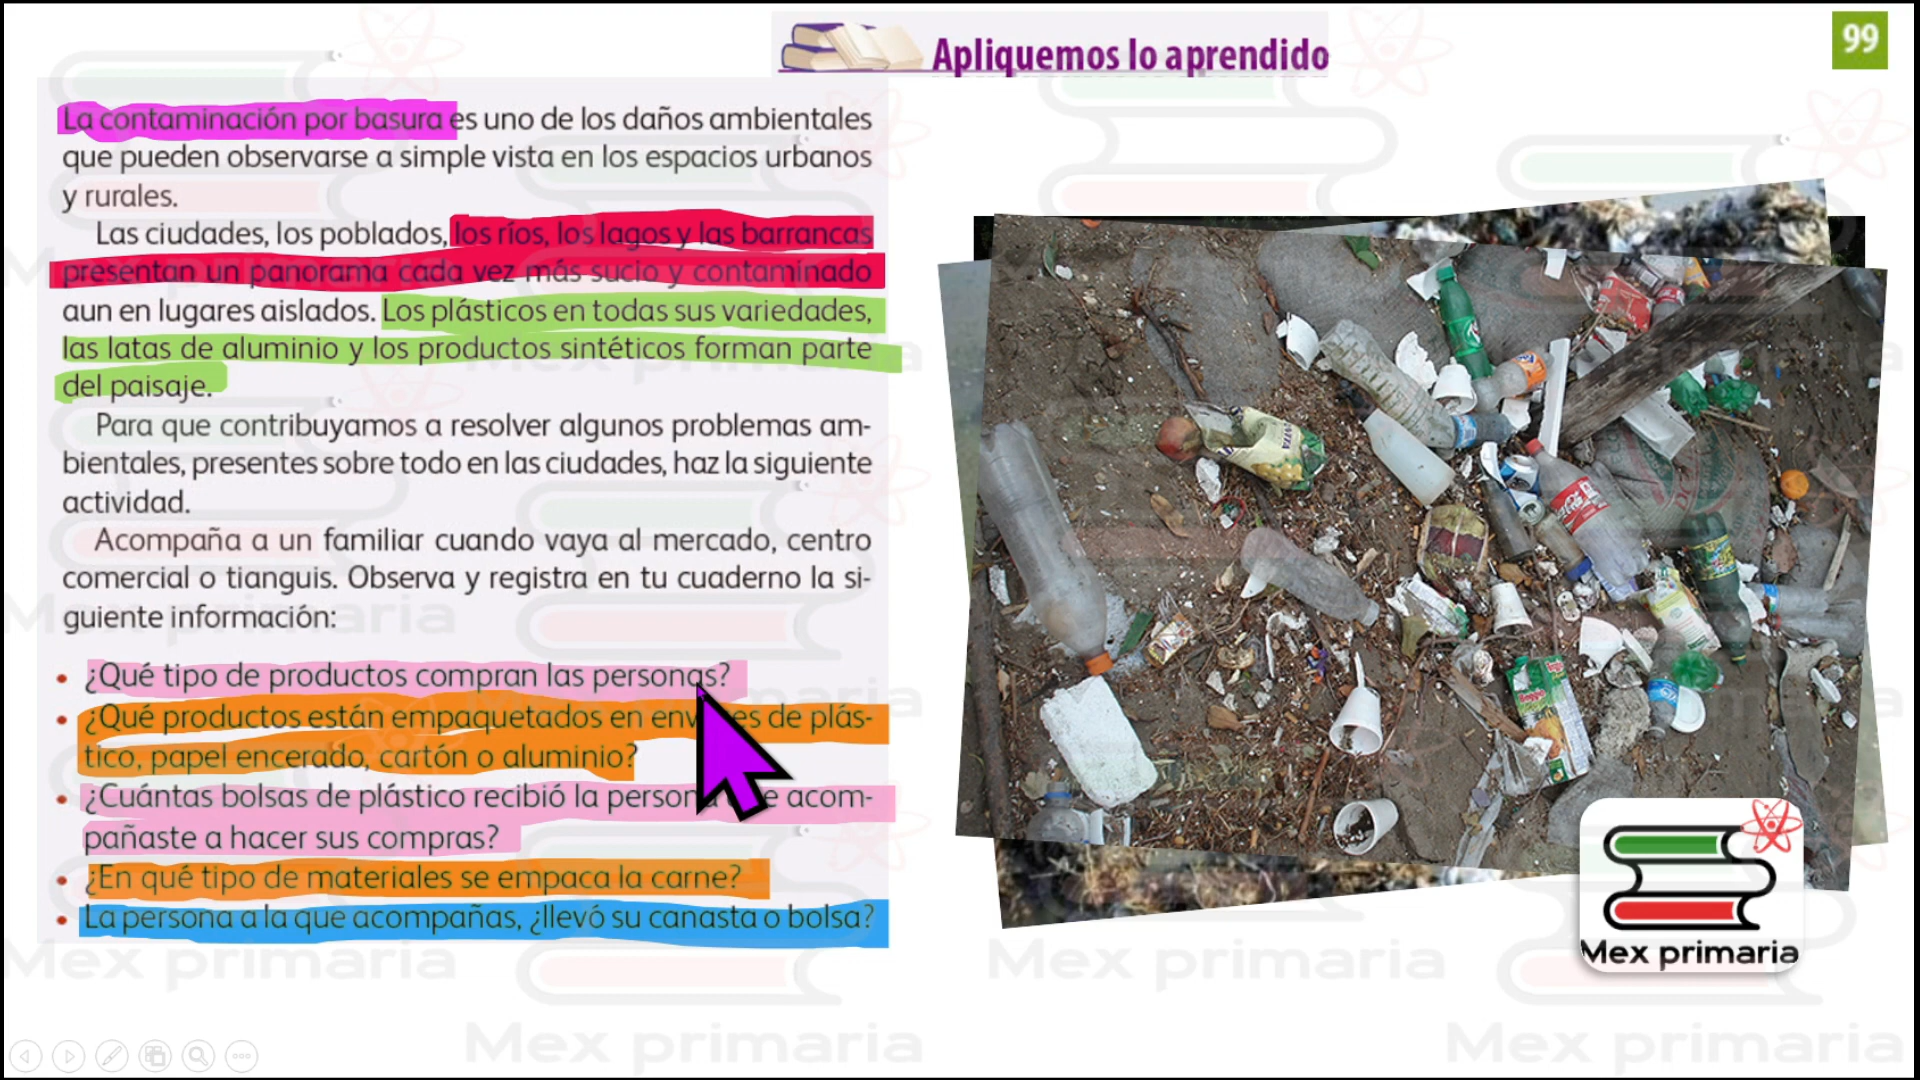 Apliquemos lo aprendido
99
La contaminación por basura es uno de los daños ambientales
que pueden observarse a simple vista en los espacios urbanos
y rurales.
Las ciudades, los poblados, los ríos, los lagos y las barrancas
presentan un panorama cada vez más sucio y contaminado
aun en lugares aislados. Los plásticos en todas sus variedades,
las latas de aluminio y los productos sintéticos forman parte
del paisaje.
Para que contribuyamos a resolver algunos problemas am-
bientales, presentes sobre todo en las ciudades, haz la siguiente
actividad.
Acompaña a un familiar cuando vaya al mercado, centro
comercial o tianguis. Observa y registra en tu cuaderno la si-
guiente información:
• ¿Qué tipo de productos compran las personas?
• ¿Qué productos están empaquetados en env es de plás-
tico, papel encerado, cartón o aluminio?
• ¿Cuántas bolsas de plástico recibió la person e acom-
pañaste a hacer sus compras?
• ¿En qué tipo de materiales se empaca la carne?
• La persona a la que acompañas, ¿llevó su canasta o bolsa?
Mex primaria
Mex primaria
Mex primaria
Mex primaria
Mex primaria